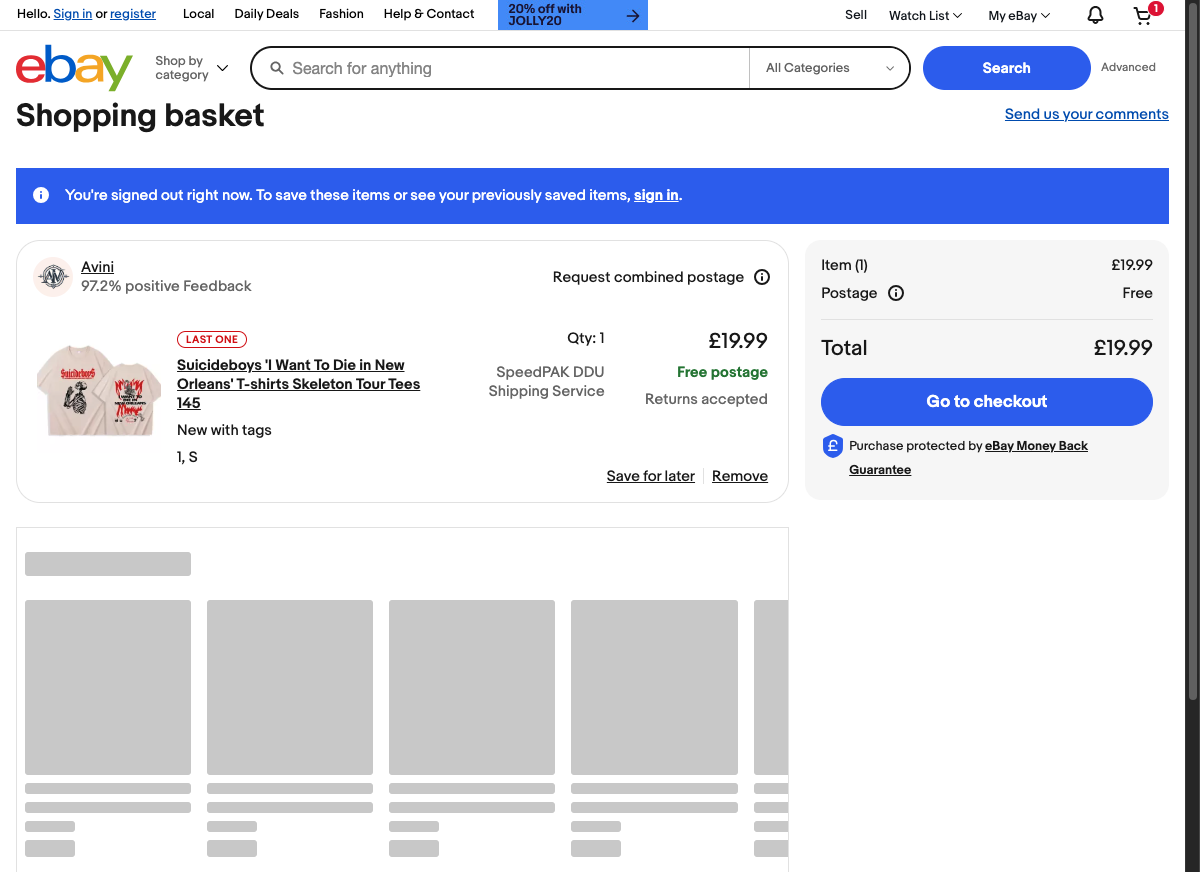 Hello. Sign in or register
Local
Daily Deals
Fashion
Help & Contact
20% off with
JOLLY20
Sell
Watch List
My eBay
1
ebay
Shop by
category
Search for anything
All Categories
Search
Advanced
Shopping basket
Send us your comments
You're signed out right now. To save these items or see your previously saved items, sign in.
Avini
97.2% positive Feedback
Request combined postage
LAST ONE
Suicideboys 'I Want To Die in New
Orleans' T-shirts Skeleton Tour Tees
145
New with tags
1, S
Qty: 1
SpeedPAK DDU
Shipping Service
£19.99
Free postage
Returns accepted
Save for later
Remove
Suicideboys
Item (1)
£19.99
Postage
Free
Total
£19.99
Go to checkout
£
Purchase protected by eBay Money Back
Guarantee